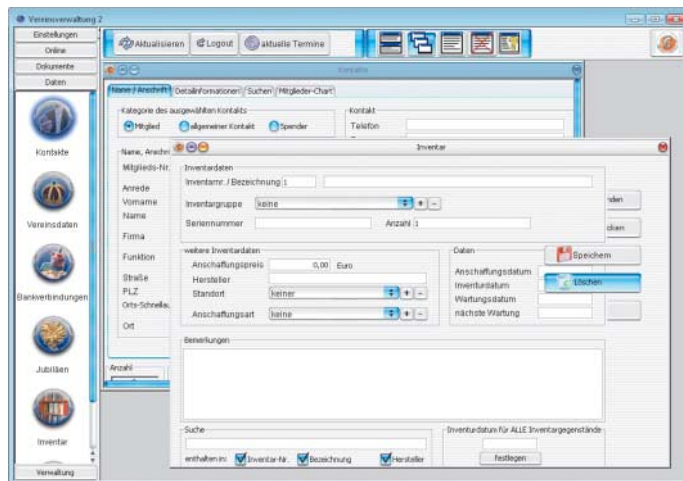 Vereinsverwaltung 2
Einstellungen
Online
Dokumente
Daten
Aktualisieren
Logout
aktuelle Termine
Kontakte
Name / Anschrift
Detailinformationen
Suchen
Mitglieder-Chart
Kategorie des ausgewählten Kontakts
Mitglied
allgemeiner Kontakt
Spender
Kontakt
Telefon
Name, Anschri
Mitglieds-Nr.
Anrede
Vorname
Name
Firma
Funktion
Straße
PLZ
Orts-Schnellau
Ort
Anzahl
Kontakte
Vereinsdaten
Bankverbindungen
Jubiläen
Inventar
Verwaltung
Inventar
Inventardaten
Inventarnr. / Bezeichnung 1
Inventargruppe keine + -
Seriennummer Anzahl 1
weitere Inventardaten
Anschaffungspreis 0,00 Euro
Hersteller
Standort keiner + -
Anschaffungsart keine + -
Daten
Anschaffungsdatum
Inventurdatum
Wartungsdatum
nächste Wartung
Speichern
Löschen
Bemerkungen
Suche
enthalten in: Inventar-Nr. Bezeichnung Hersteller
Inventurdatum für ALLE Inventargegenstände
festlegen